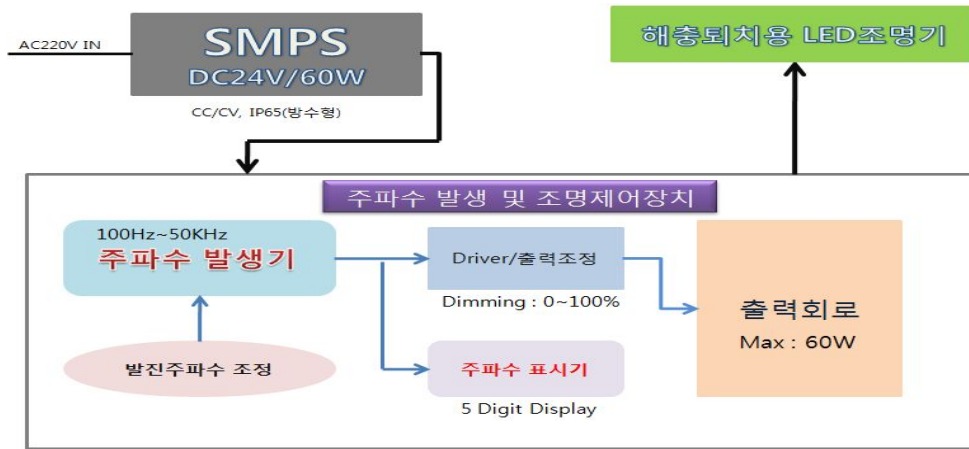 AC220V IN
SMPS
DC24V/60W
CC/CV, IP65(방수형)
해충퇴치용 LED조명기
주파수 발생 및 조명제어장치
100Hz~50KHz
주파수 발생기
발진주파수 조정
Driver/출력조정
Dimming : 0~100%
주파수 표시기
5 Digit Display
출력회로
Max : 60W